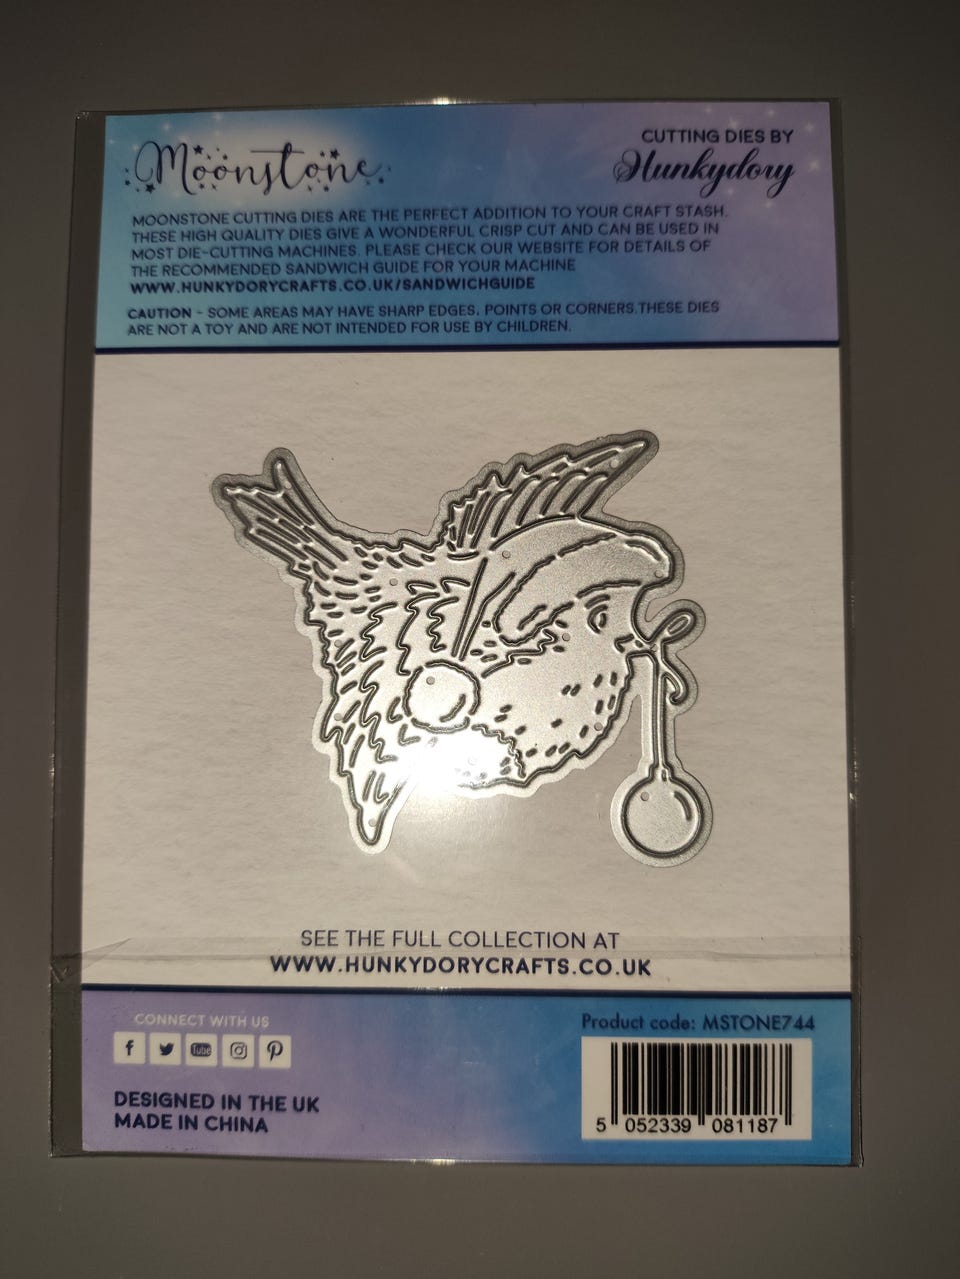 Moonstone
CUTTING DIES BY
Hunkydory
MOONSTONE CUTTING DIES ARE THE PERFECT ADDITION TO YOUR CRAFT STASH.
THESE HIGH QUALITY DIES GIVE A WONDERFUL CRISP CUT AND CAN BE USED IN
MOST DIE-CUTTING MACHINES. PLEASE CHECK OUR WEBSITE FOR DETAILS OF
THE RECOMMENDED SANDWICH GUIDE FOR YOUR MACHINE
WWW.HUNKYDORYCRAFTS.CO.UK/SANDWICHGUIDE
CAUTION - SOME AREAS MAY HAVE SHARP EDGES, POINTS OR CORNERS.THESE DIES
ARE NOT A TOY AND ARE NOT INTENDED FOR USE BY CHILDREN.
SEE THE FULL COLLECTION AT
WWW.HUNKYDORYCRAFTS.CO.UK
CONNECT WITH US
You Tube
DESIGNED IN THE UK
MADE IN CHINA
Product code: MSTONE744
5 052339 081187